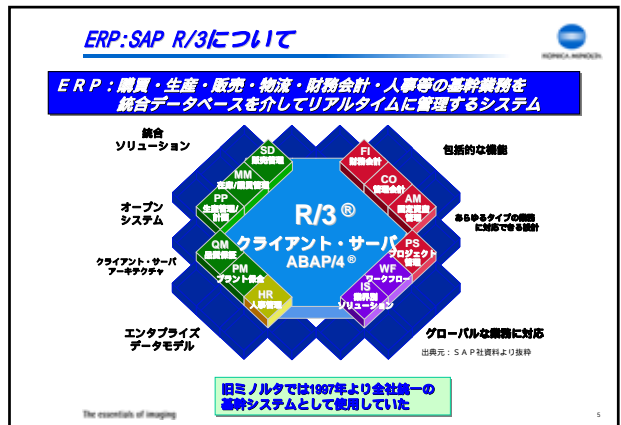 ERP:SAP R/3について
KONICA MINOLTA
ERP：購買・生産・販売・物流・財務会計・人事等の基幹業務を
統合データベースを介してリアルタイムに管理するシステム
統合
ソリューション
オープン
システム
クライアント・サーバ
アーキテクチャ
エンタプライズ
データモデル
SD
販売管理
MM
在庫/購買管理
PP
生産管理/
計画
QM
品質保証
PM
プラント保全
HR
人事管理
R/3®
クライアント・サーバ
ABAP/4®
FI
財務会計
CO
管理会計
AM
固定資産
管理
PS
プロジェクト
管理
WF
ワークフロー
IS
業界別
ソリューション
包括的な機能
あらゆるタイプの業務
に対応できる設計
グローバルな業務に対応
出典元：ＳＡＰ社資料より抜粋
旧ミノルタでは1997年より全社統一の
基幹システムとして使用していた
The essentials of imaging
5